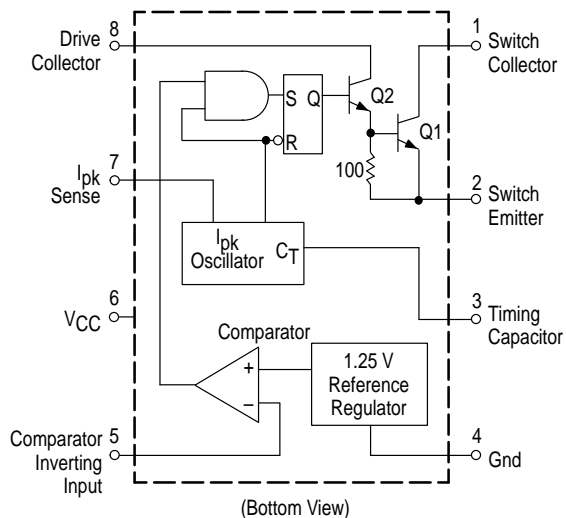 8
Drive
Collector
1
Switch
Collector
S Q
R
Q2
Q1
100
7
Ipk
Sense
2
Switch
Emitter
Ipk
Oscillator
CT
6
VCC
3
Timing
Capacitor
Comparator
+
–
1.25 V
Reference
Regulator
5
Comparator
Inverting
Input
4
Gnd
(Bottom View)